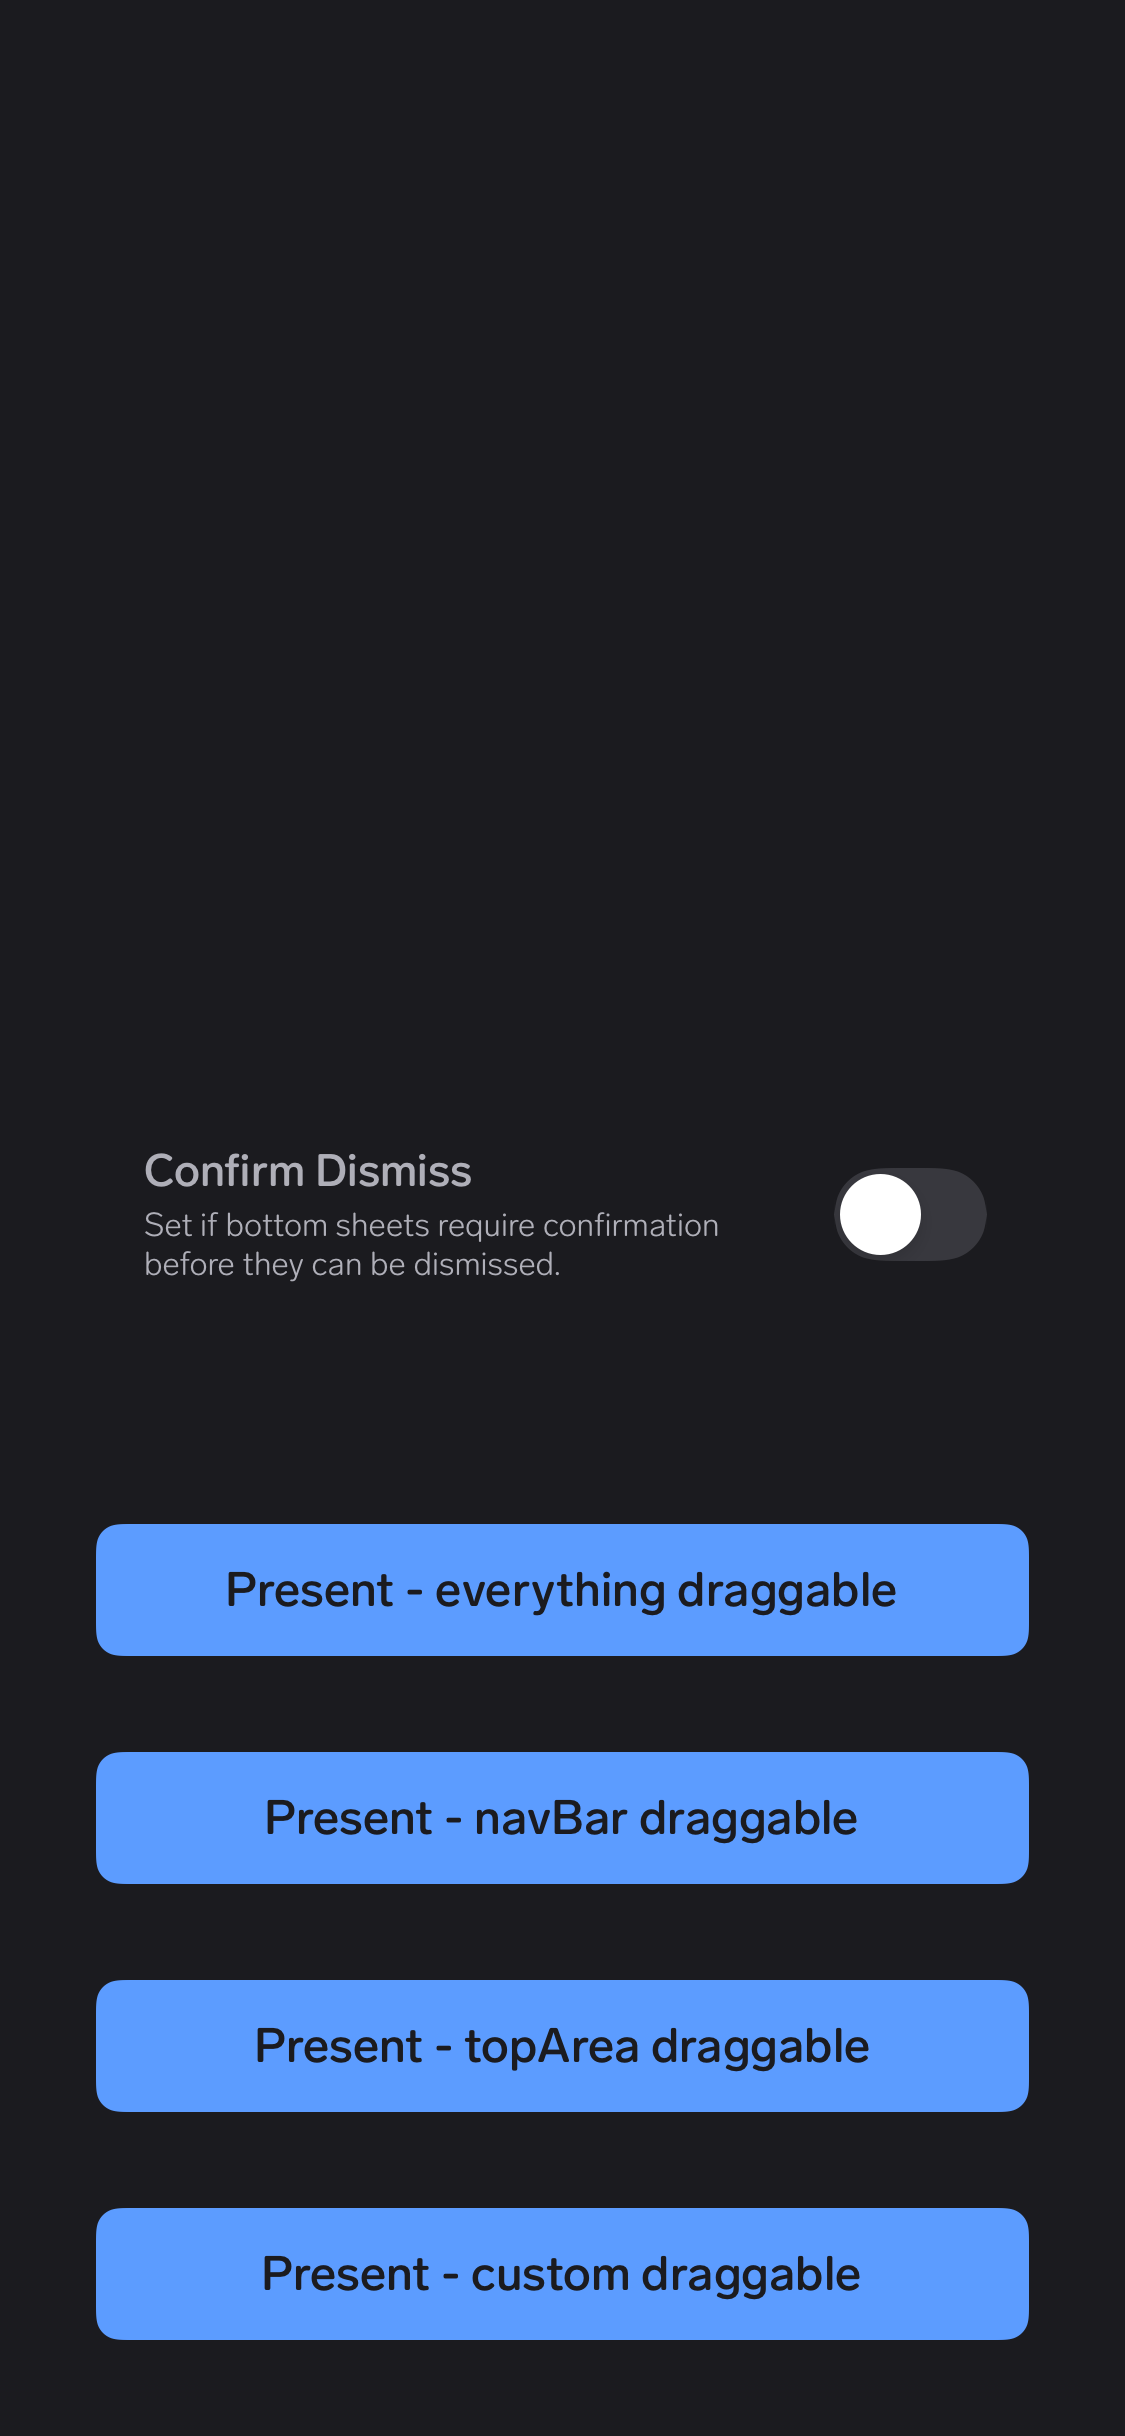 Confirm Dismiss
Set if bottom sheets require confirmation
before they can be dismissed.
Present - everything draggable
Present - navBar draggable
Present - topArea draggable
Present - custom draggable